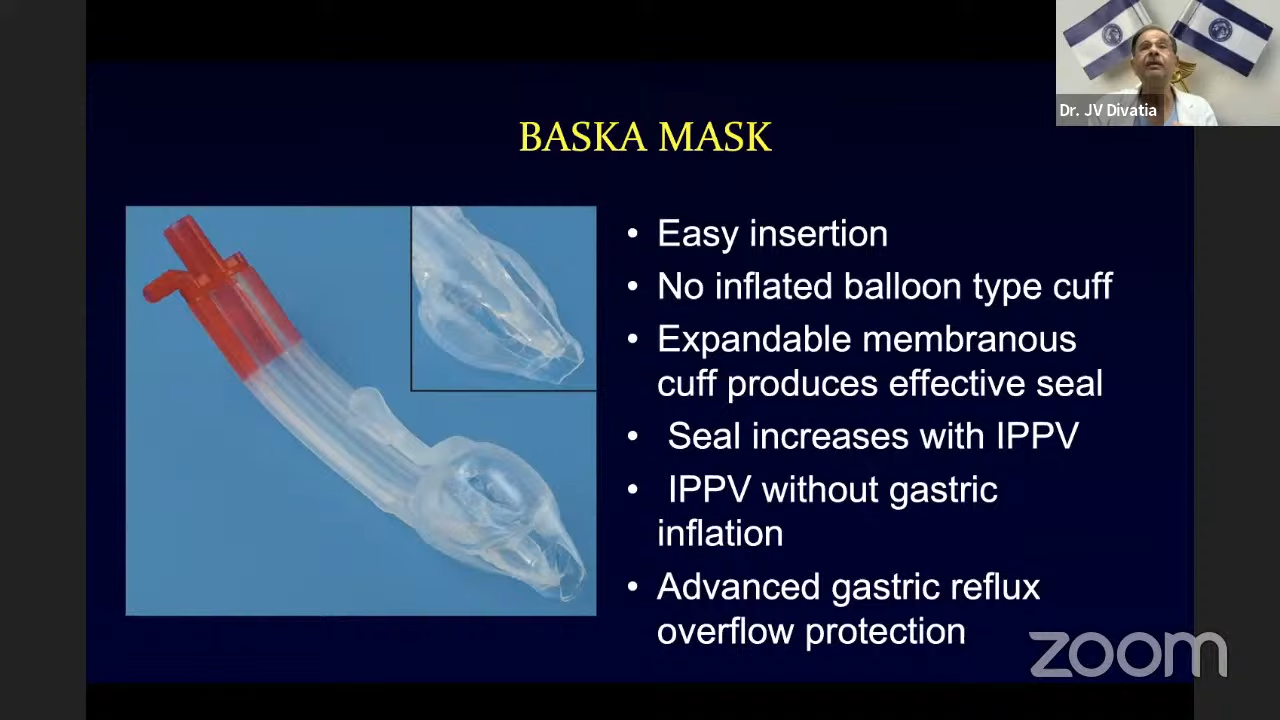 Dr. JV Divatia
BASKA MASK
• Easy insertion
• No inflated balloon type cuff
• Expandable membranous
cuff produces effective seal
• Seal increases with IPPV
• IPPV without gastric
inflation
• Advanced gastric reflux
overflow protection
zoom